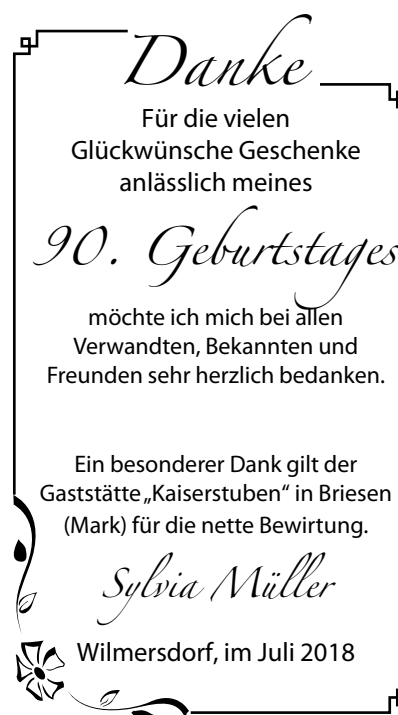 Danke
Für die vielen
Glückwünsche Geschenke
anlässlich meines
90. Geburtstages
möchte ich mich bei allen
Verwandten, Bekannten und
Freunden sehr herzlich bedanken.
Ein besonderer Dank gilt der
Gaststätte „Kaiserstuben“ in Briesen
(Mark) für die nette Bewirtung.
Sylvia Müller
Wilmersdorf, im Juli 2018